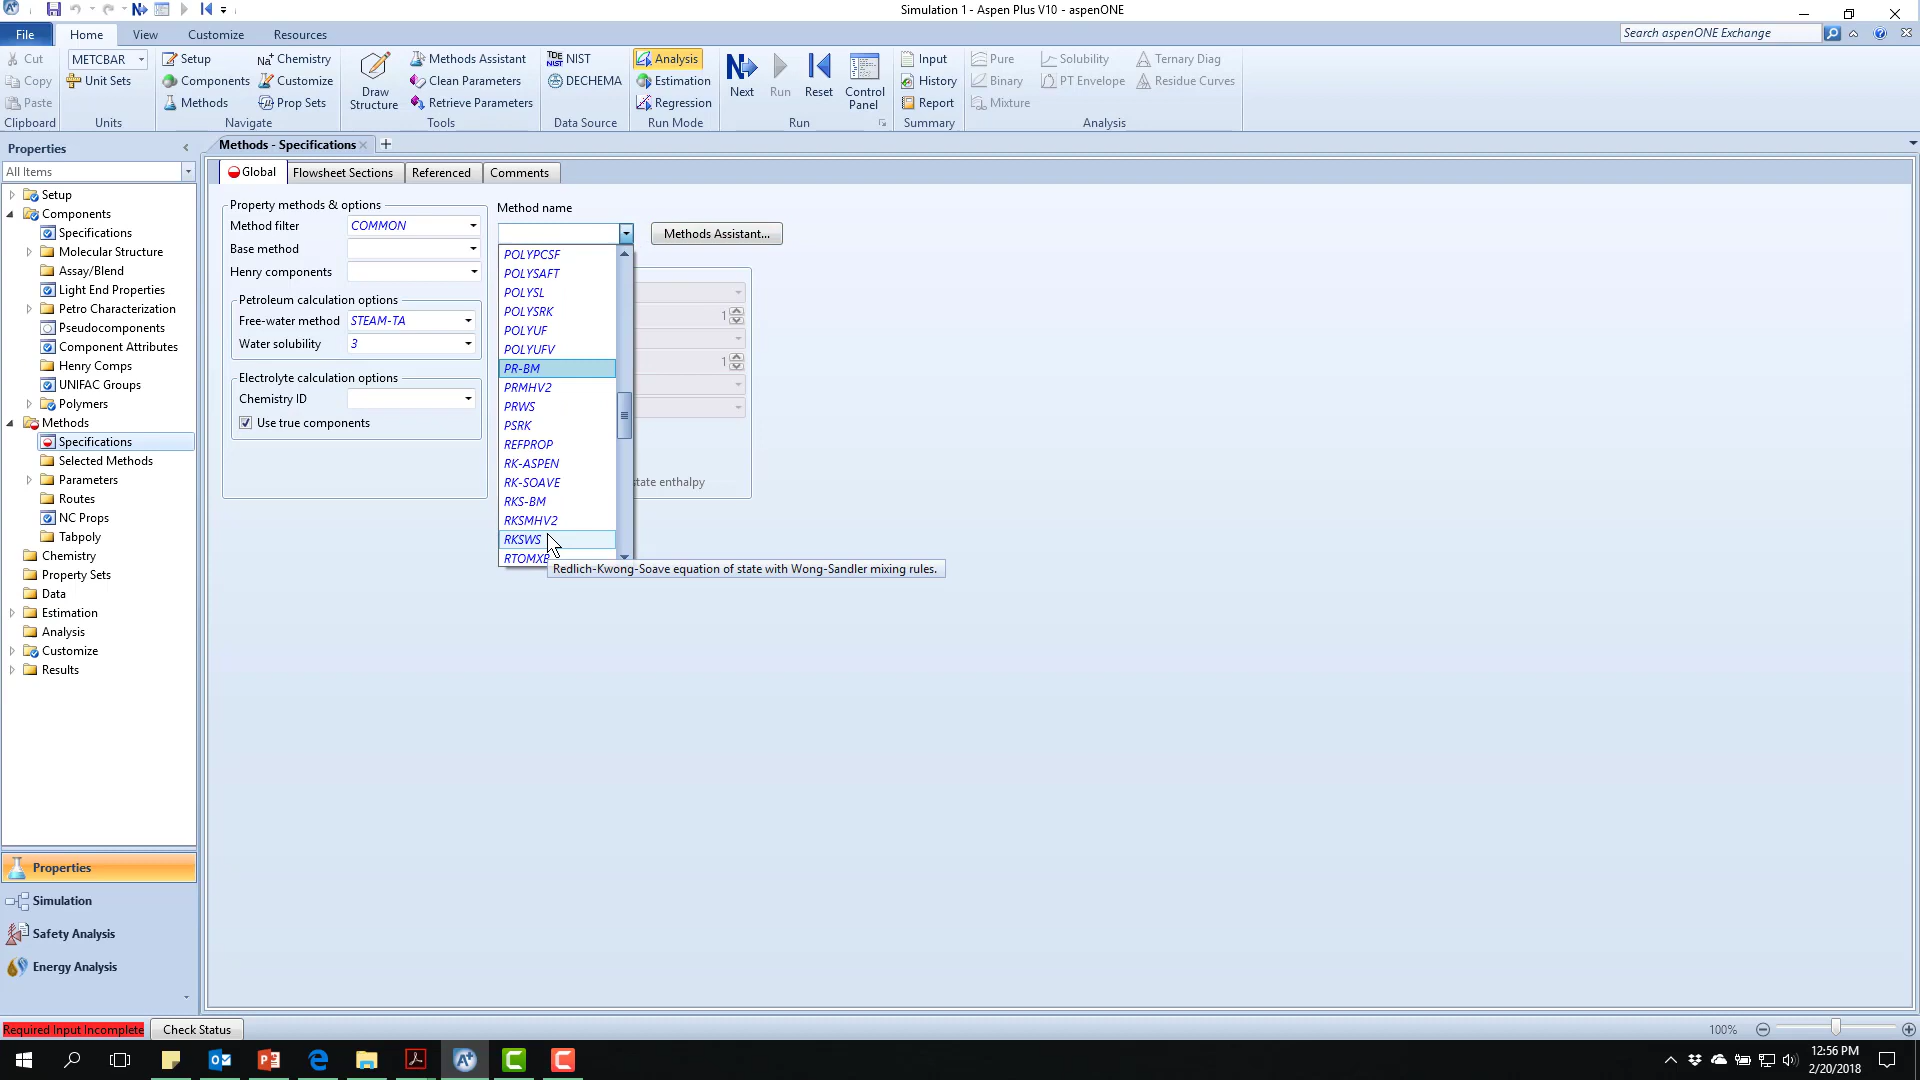 Simulation 1 - Aspen Plus V10 - aspenONE
File Home View Customize Resources
Search aspenONE Exchange
Cut
Copy
Paste
Clipboard
METCBAR
Unit Sets
Units
Setup
Components
Methods
Chemistry
Customize
Prop Sets
Navigate
Draw
Structure
Methods Assistant
Clean Parameters
Retrieve Parameters
Tools
NIST
DECHEMA
Data Source
Analysis
Estimation
Regression
Run Mode
Next
Run
Reset
Control
Panel
Run
Input
History
Report
Summary
Pure
Binary
Mixture
Solubility
PT Envelope
Ternary Diag
Residue Curves
Analysis
Properties
All Items
Setup
Components
Specifications
Molecular Structure
Assay/Blend
Light End Properties
Petro Characterization
Pseudocomponents
Component Attributes
Henry Comps
UNIFAC Groups
Polymers
Methods
Specifications
Selected Methods
Parameters
Routes
NC Props
Tabpoly
Chemistry
Property Sets
Data
Estimation
Analysis
Customize
Results
Properties
Simulation
Safety Analysis
Energy Analysis
Methods - Specifications
Global Flowsheet Sections Referenced Comments
Property methods & options
Method filter COMMON
Base method
Henry components
Petroleum calculation options
Free-water method STEAM-TA
Water solubility 3
Electrolyte calculation options
Chemistry ID
Use true components
Method name
Methods Assistant...
POLYPCSF
POLYSAFT
POLYSL
POLYSRK
POLYUF
POLYUFV
PR-BM
PRMHV2
PRWS
PSRK
REFPROP
RK-ASPEN
RK-SOAVE
RKS-BM
RKSMHV2
RKSWS
1
1
state enthalpy
Redlich-Kwong-Soave equation of state with Wong-Sandler mixing rules.
Required Input Incomplete Check Status
100%
12:56 PM
2/20/2018